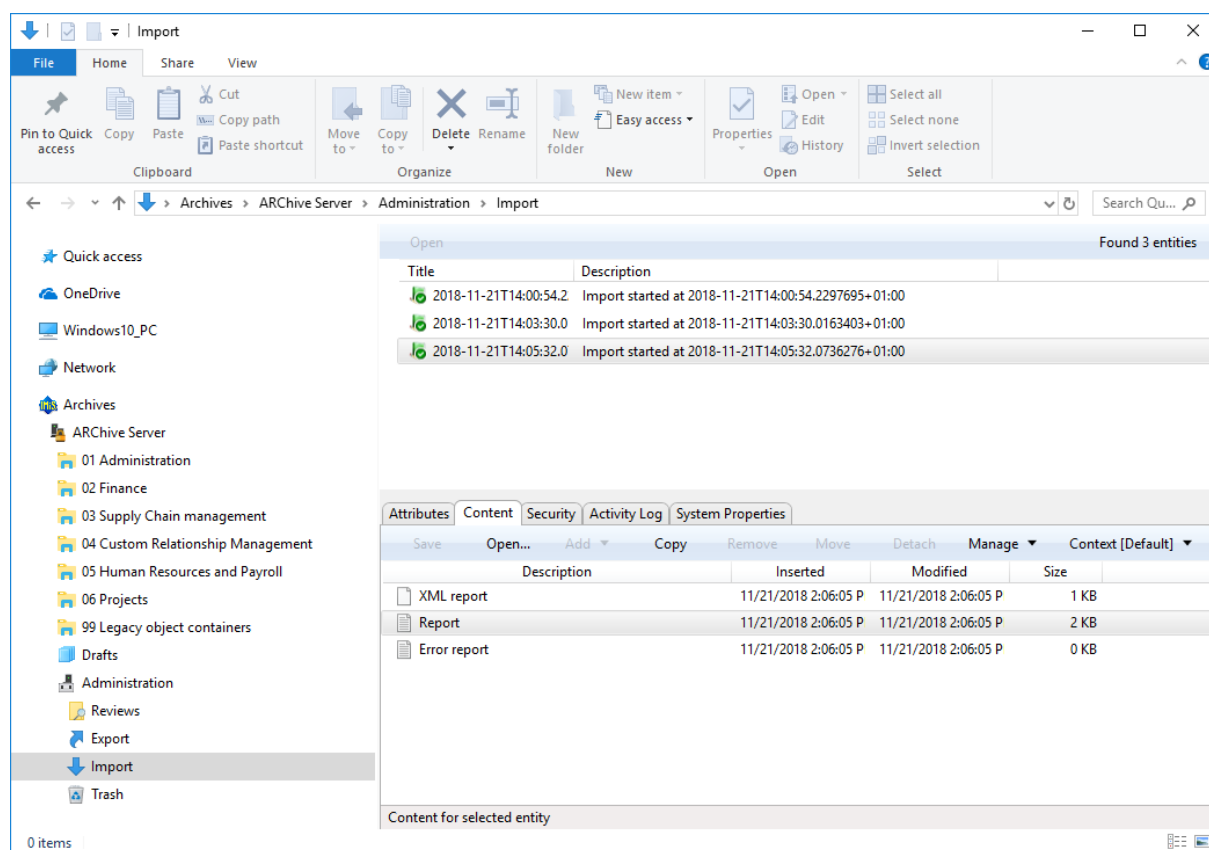 Import
File Home Share View
Pin to Quick access
Copy
Paste
Cut
Copy path
Paste shortcut
Clipboard
Move to
Copy to
Delete
Rename
Organize
New folder
New item
Easy access
New
Properties
Open
Edit
History
Open
Select all
Select none
Invert selection
Select
Archives > ARChive Server > Administration > Import
Search Qu...
Quick access
OneDrive
Windows10_PC
Network
Archives
ARChive Server
01 Administration
02 Finance
03 Supply Chain management
04 Custom Relationship Management
05 Human Resources and Payroll
06 Projects
99 Legacy object containers
Drafts
Administration
Reviews
Export
Import
Trash
Open Found 3 entities
Title Description
2018-11-21T14:00:54.2 Import started at 2018-11-21T14:00:54.2297695+01:00
2018-11-21T14:03:30.0 Import started at 2018-11-21T14:03:30.0163403+01:00
2018-11-21T14:05:32.0 Import started at 2018-11-21T14:05:32.0736276+01:00
Attributes Content Security Activity Log System Properties
Save Open... Add Copy Remove Move Detach Manage Context [Default]
Description Inserted Modified Size
XML report 11/21/2018 2:06:05 P 11/21/2018 2:06:05 P 1 KB
Report 11/21/2018 2:06:05 P 11/21/2018 2:06:05 P 2 KB
Error report 11/21/2018 2:06:05 P 11/21/2018 2:06:05 P 0 KB
Content for selected entity
0 items